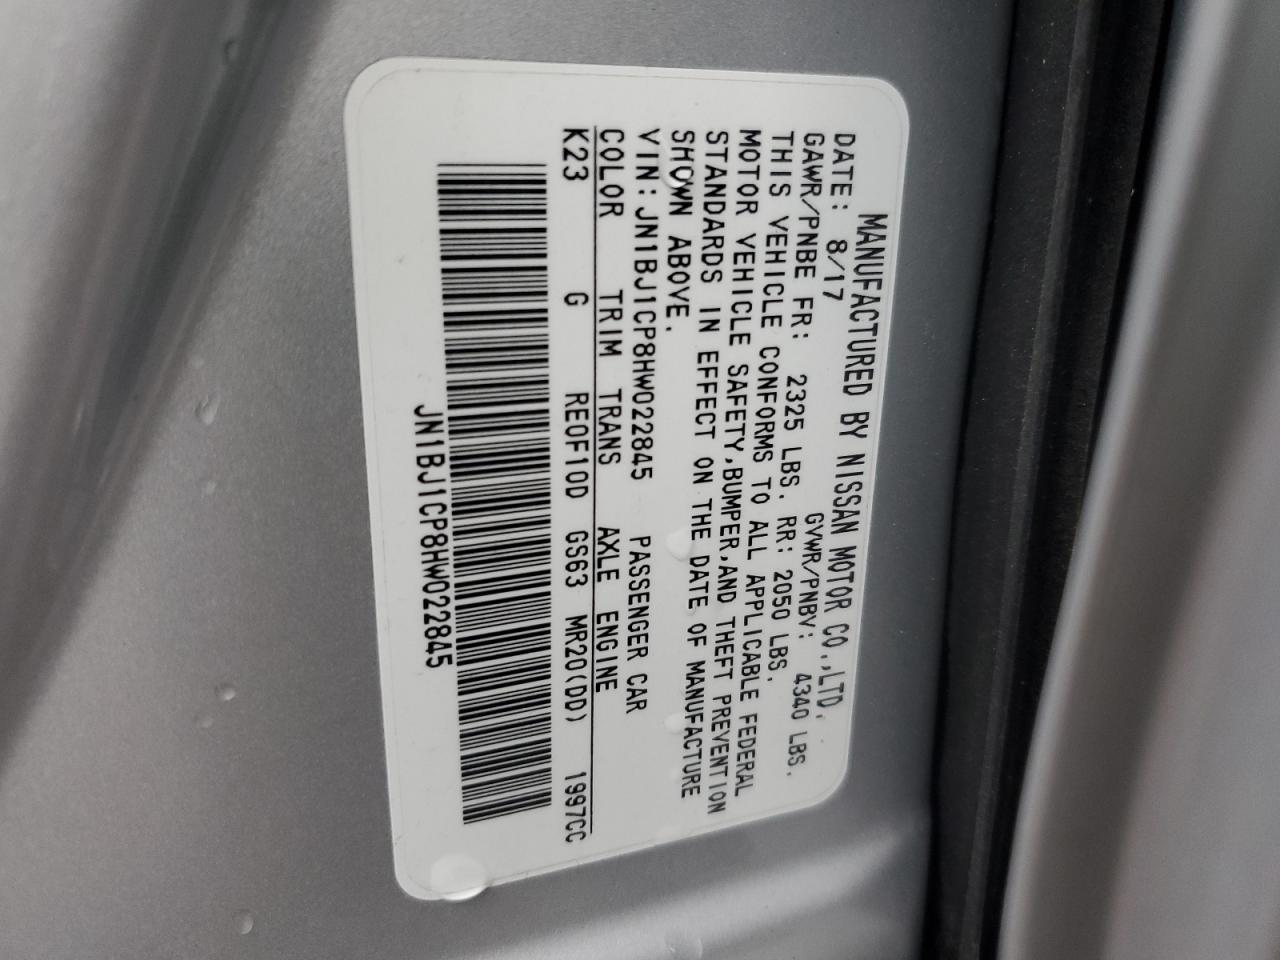 MANUFACTURED BY NISSAN MOTOR CO.,LTD.
DATE: 8/17 GVWR/PNBV: 4340 LBS.
GAWR/PNBE FR: 2325 LBS. RR: 2050 LBS.
THIS VEHICLE CONFORMS TO ALL APPLICABLE FEDERAL
MOTOR VEHICLE SAFETY,BUMPER,AND THEFT PREVENTION
STANDARDS IN EFFECT ON THE DATE OF MANUFACTURE
SHOWN ABOVE.
VIN: JN1BJ1CP8HW022845 PASSENGER CAR
COLOR TRIM TRANS AXLE ENGINE
K23 G RE0F10D GS63 MR20(DD) 1997CC
JN1BJ1CP8HW022845